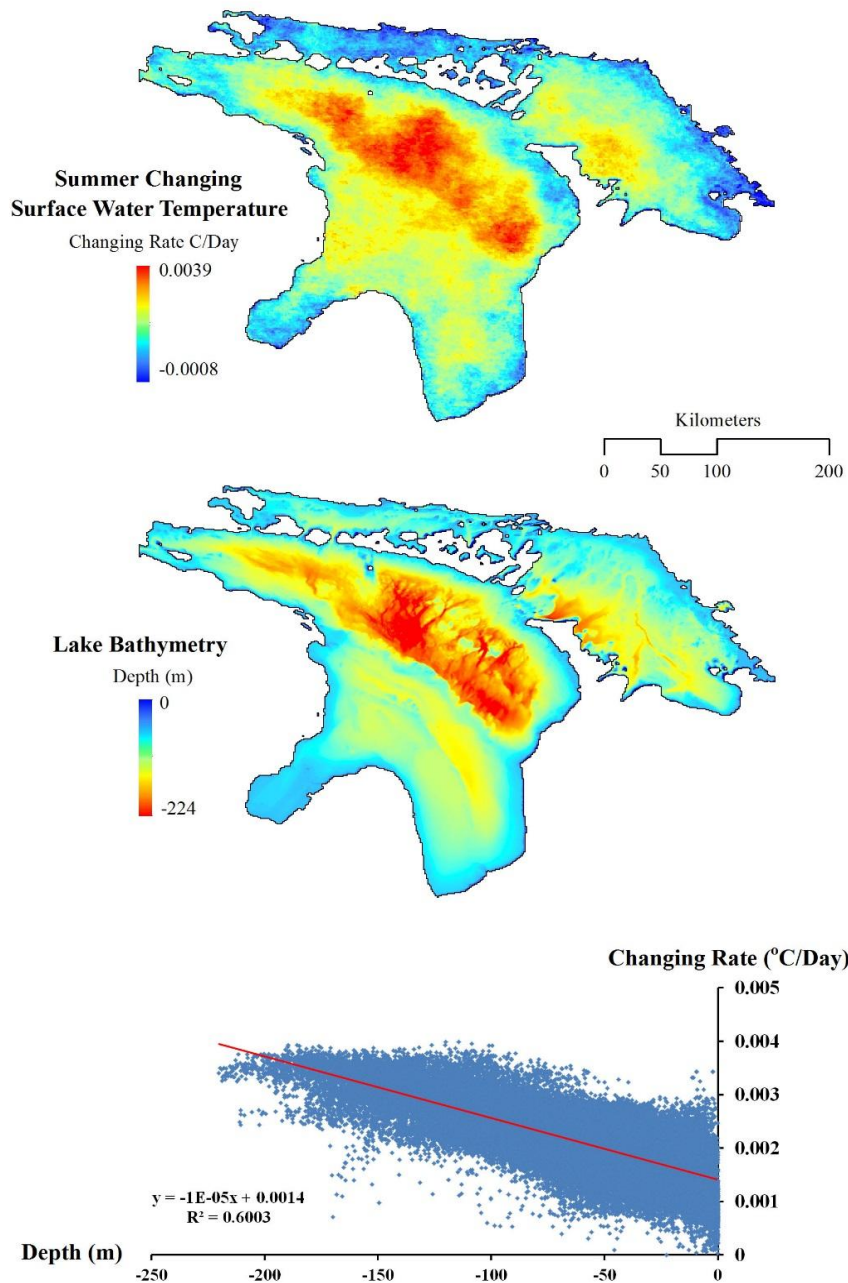 Summer Changing
Surface Water Temperature
Changing Rate C/Day
0.0039
-0.0008
Kilometers
0 50 100 200
Lake Bathymetry
Depth (m)
0
-224
Changing Rate (°C/Day)
0.005
0.004
0.003
0.002
0.001
0
y = -1E-05x + 0.0014
R² = 0.6003
Depth (m)
-250 -200 -150 -100 -50 0